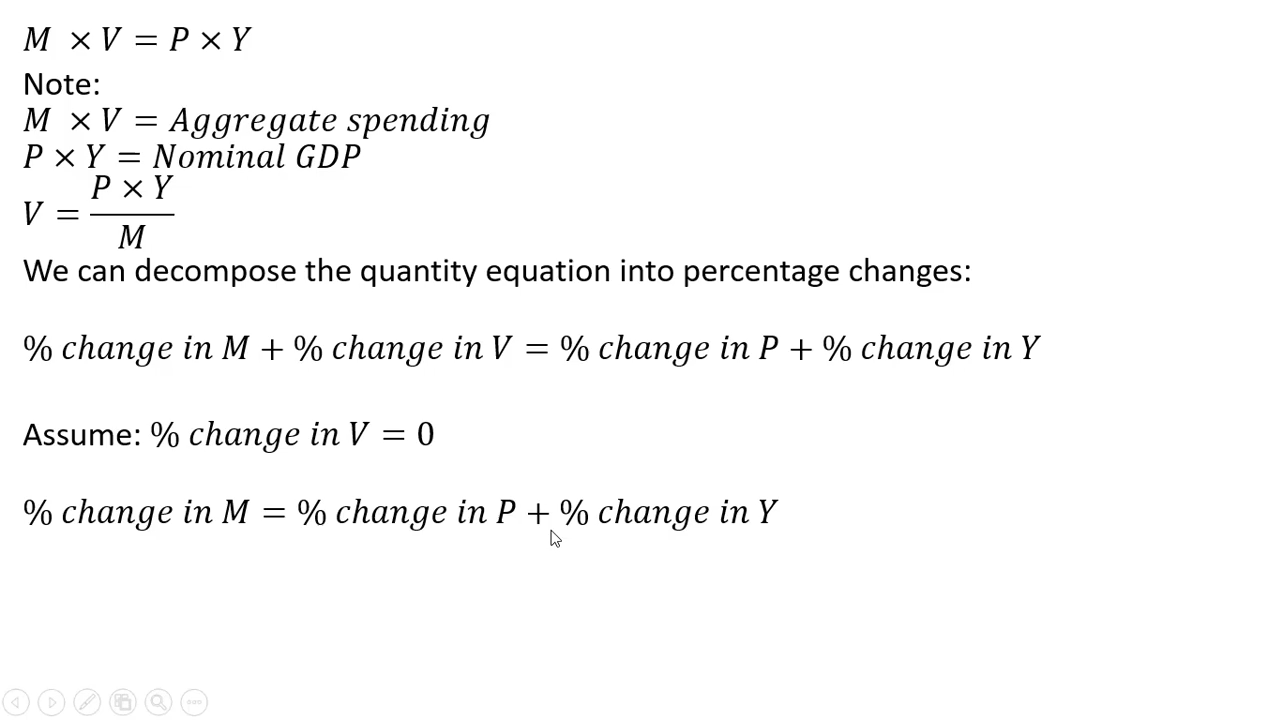 M × V = P × Y
Note:
M × V = Aggregate spending
P × Y = Nominal GDP
V = P × Y / M
We can decompose the quantity equation into percentage changes:
% change in M + % change in V = % change in P + % change in Y
Assume: % change in V = 0
% change in M = % change in P + % change in Y